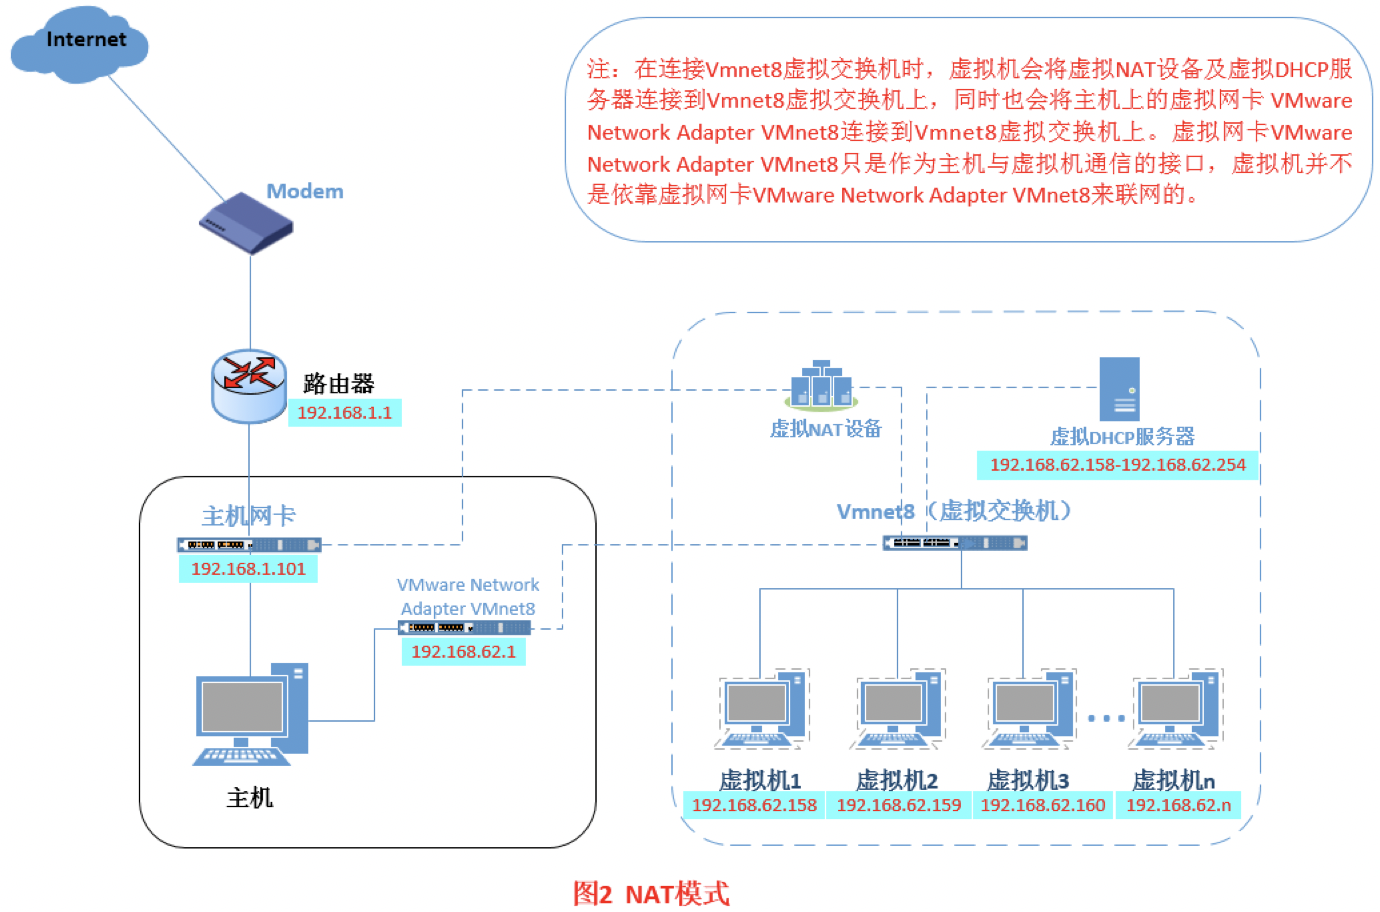 Internet
注：在连接Vmnet8虚拟交换机时，虚拟机会将虚拟NAT设备及虚拟DHCP服
务器连接到Vmnet8虚拟交换机上，同时也会将主机上的虚拟网卡 VMware
Network Adapter VMnet8连接到Vmnet8虚拟交换机上。虚拟网卡VMware
Network Adapter VMnet8只是作为主机与虚拟机通信的接口，虚拟机并不
是依靠虚拟网卡VMware Network Adapter VMnet8来联网的。
Modem
路由器
192.168.1.1
虚拟NAT设备
虚拟DHCP服务器
192.168.62.158-192.168.62.254
主机网卡
192.168.1.101
Vmnet8（虚拟交换机）
VMware Network
Adapter VMnet8
192.168.62.1
主机
虚拟机1
192.168.62.158
虚拟机2
192.168.62.159
虚拟机3
192.168.62.160
虚拟机n
192.168.62.n
图2 NAT模式